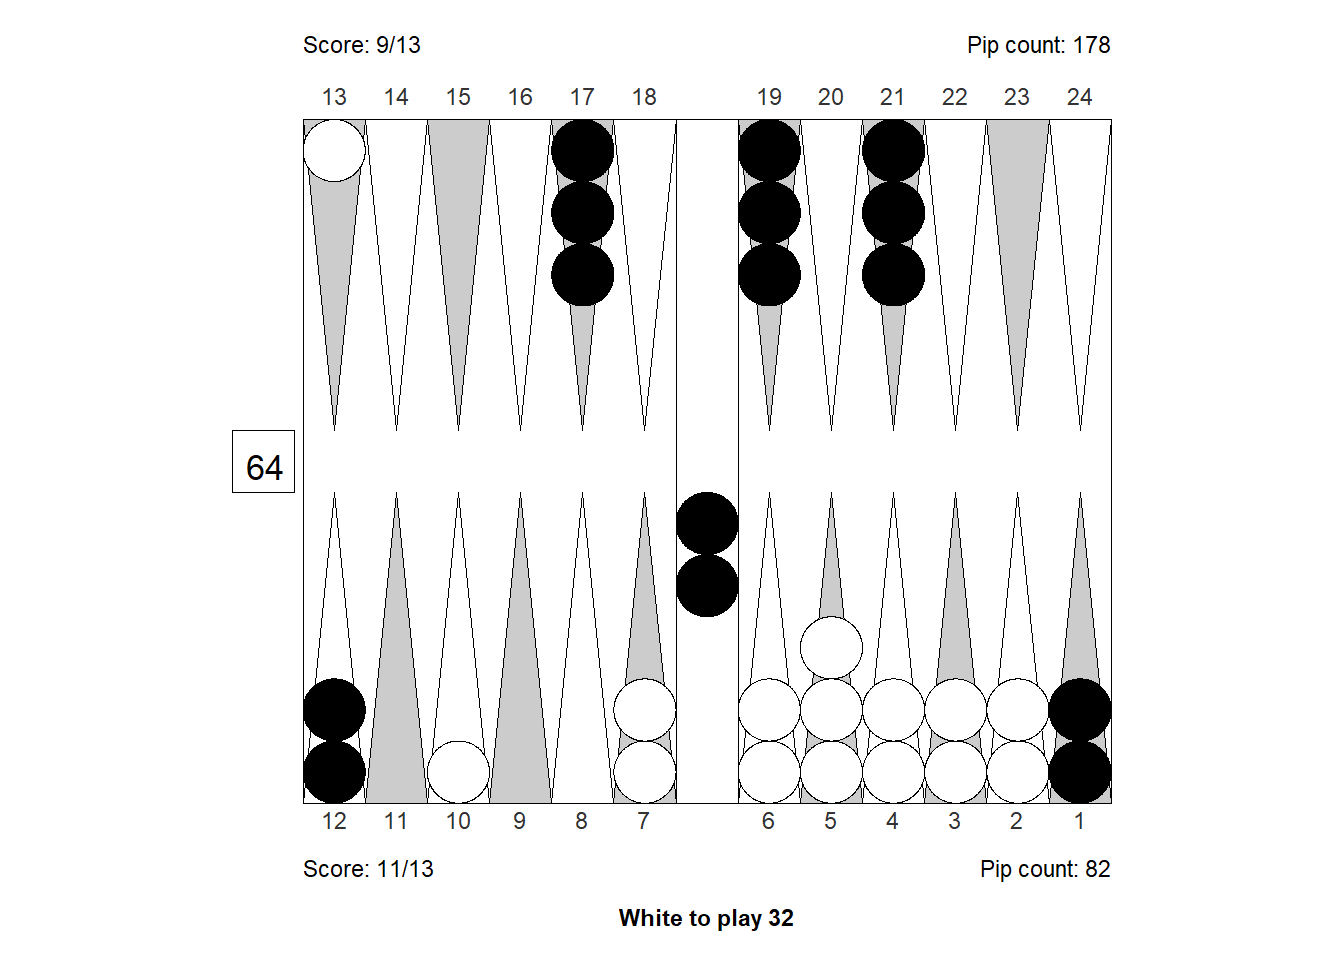 Score: 9/13 Pip count: 178
13 14 15 16 17 18 19 20 21 22 23 24
64
12 11 10 9 8 7 6 5 4 3 2 1
Score: 11/13 Pip count: 82
White to play 32